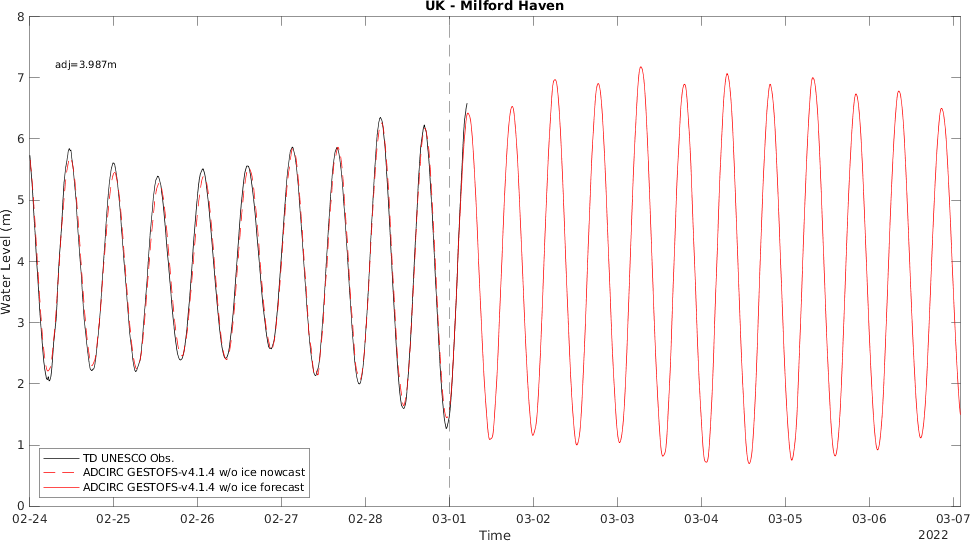 UK - Milford Haven
8
adj=3.987m
7
6
5
4
3
2
1
0
Water Level (m)
TD UNESCO Obs.
ADCIRC GESTOFS-v4.1.4 w/o ice nowcast
ADCIRC GESTOFS-v4.1.4 w/o ice forecast
02-24 02-25 02-26 02-27 02-28 03-01 03-02 03-03 03-04 03-05 03-06 03-07
Time
2022